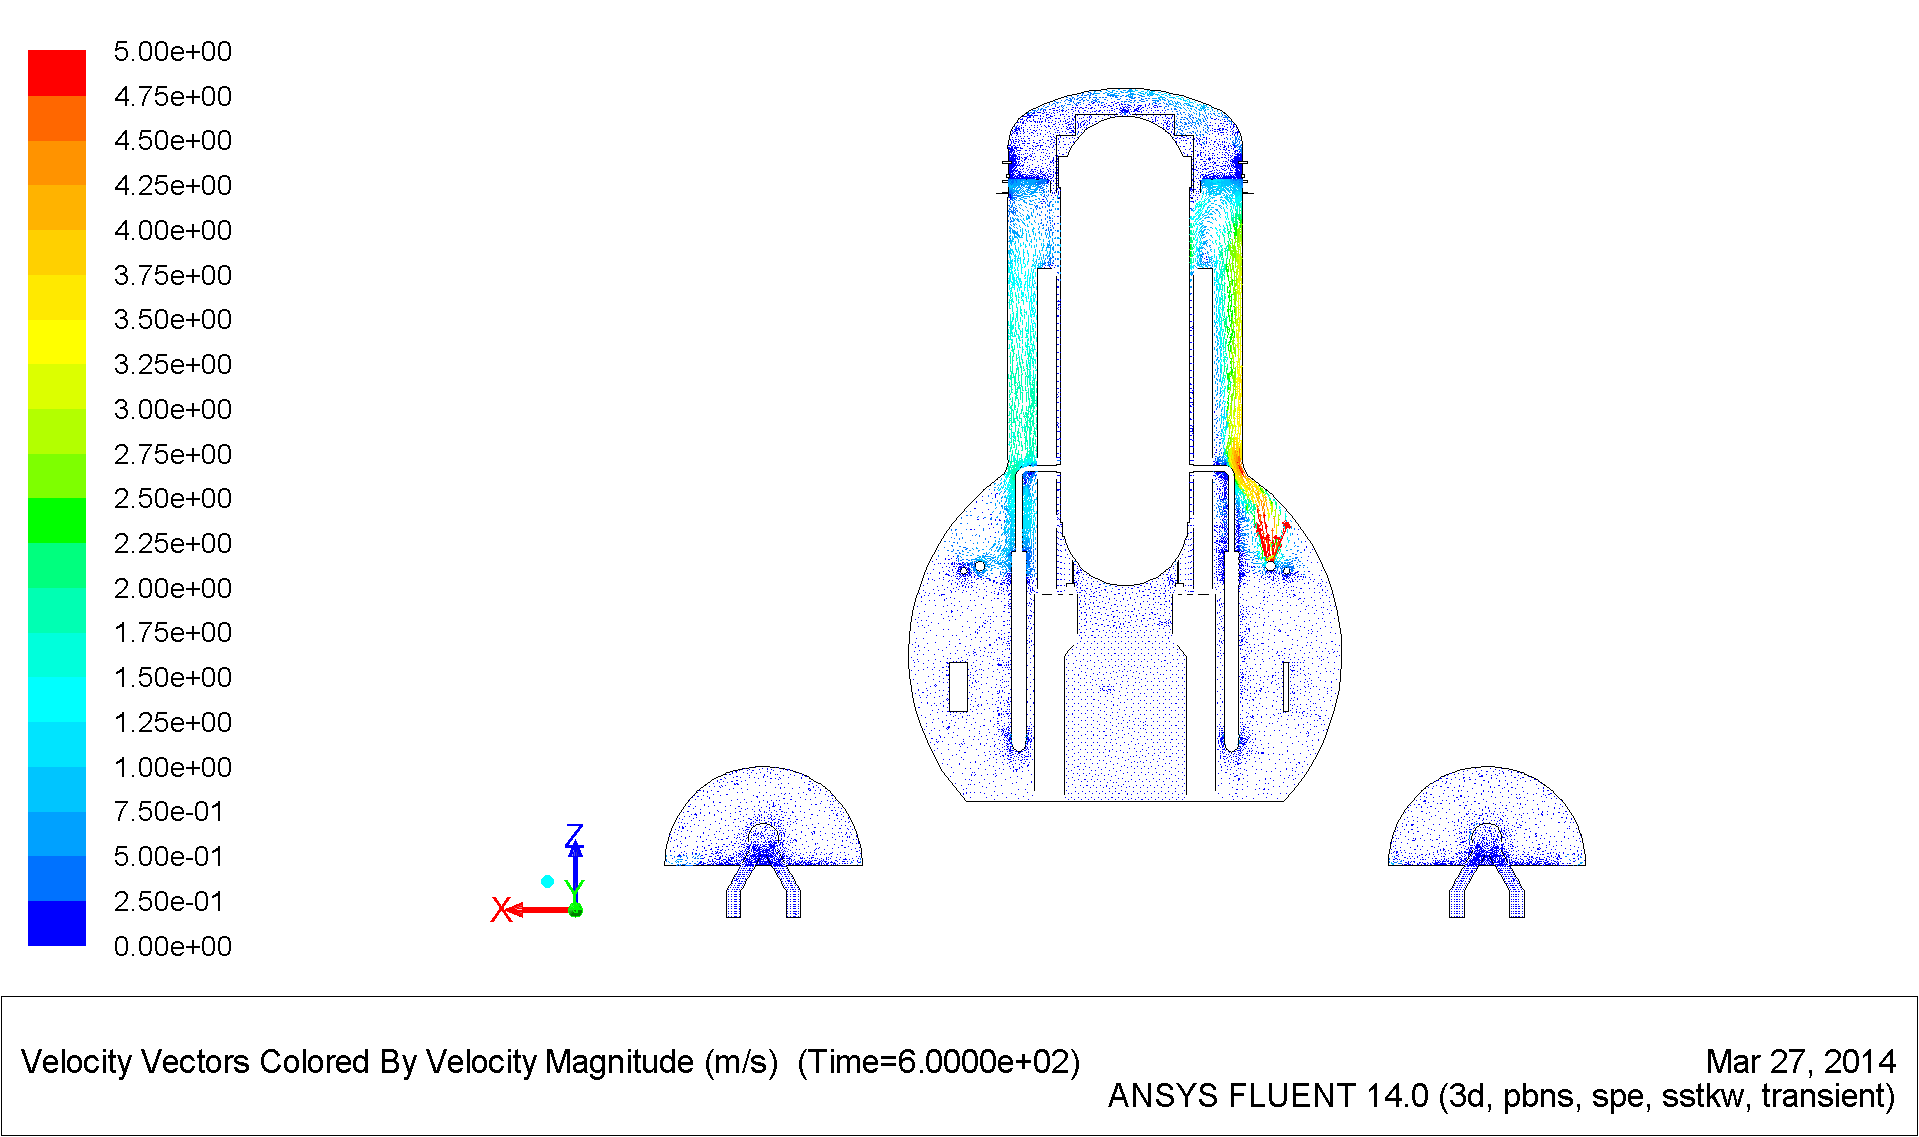 5.00e+00
4.75e+00
4.50e+00
4.25e+00
4.00e+00
3.75e+00
3.50e+00
3.25e+00
3.00e+00
2.75e+00
2.50e+00
2.25e+00
2.00e+00
1.75e+00
1.50e+00
1.25e+00
1.00e+00
7.50e-01
5.00e-01
2.50e-01
0.00e+00
Z
Y
X
Velocity Vectors Colored By Velocity Magnitude (m/s) (Time=6.0000e+02)
Mar 27, 2014
ANSYS FLUENT 14.0 (3d, pbns, spe, sstkw, transient)